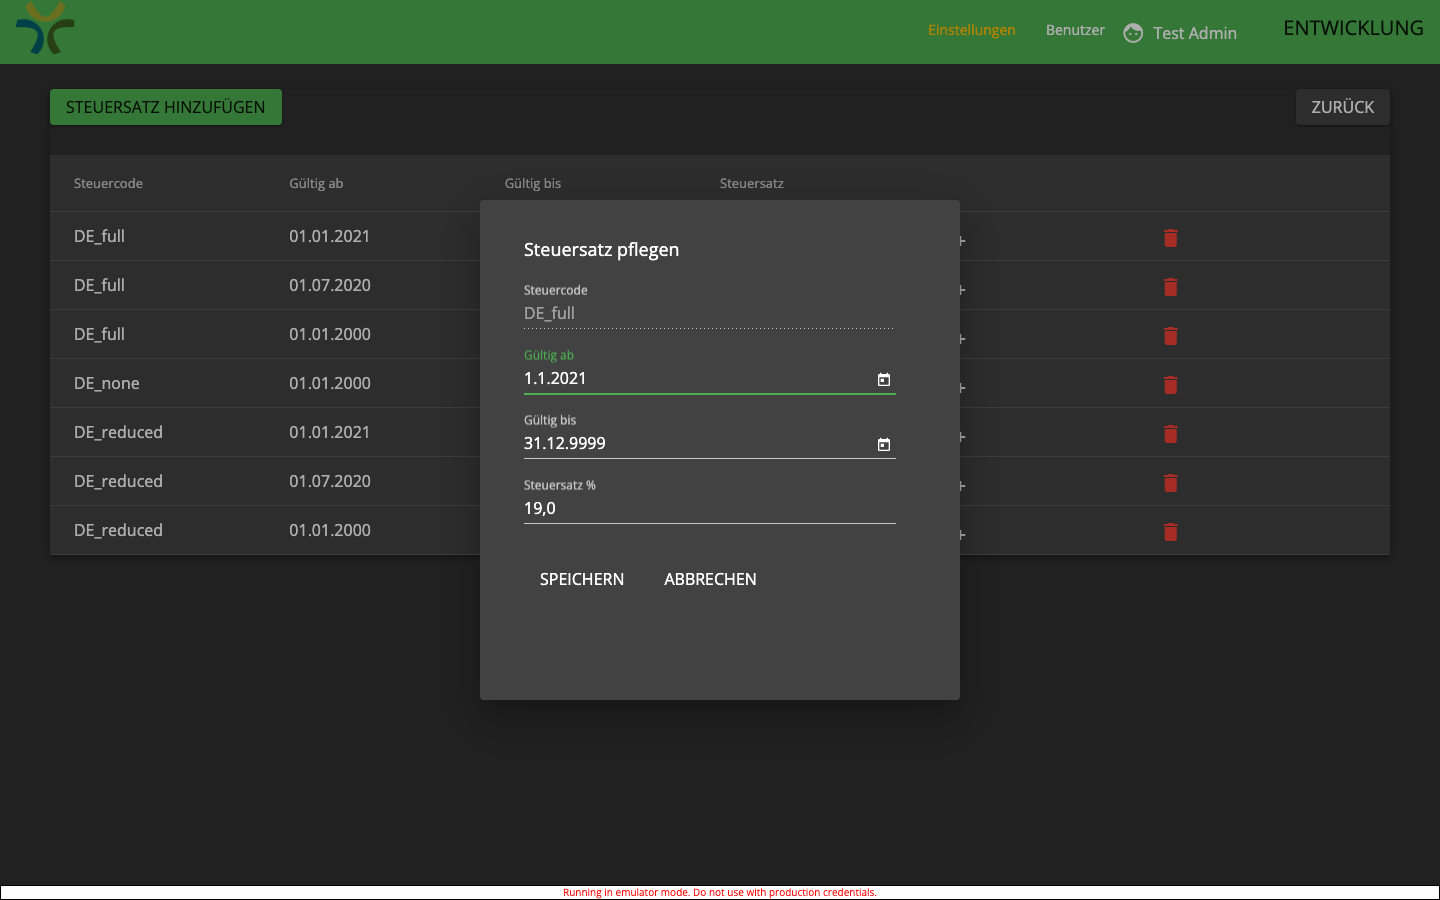 Einstellungen Benutzer Test Admin ENTWICKLUNG
STEUERSATZ HINZUFÜGEN ZURÜCK
Steuercode Gültig ab Gültig bis Steuersatz
DE_full 01.01.2021
DE_full 01.07.2020
DE_full 01.01.2000
DE_none 01.01.2000
DE_reduced 01.01.2021
DE_reduced 01.07.2020
DE_reduced 01.01.2000
Steuersatz pflegen
Steuercode
DE_full
Gültig ab
1.1.2021
Gültig bis
31.12.9999
Steuersatz %
19,0
SPEICHERN ABBRECHEN
Running in emulator mode. Do not use with production credentials.